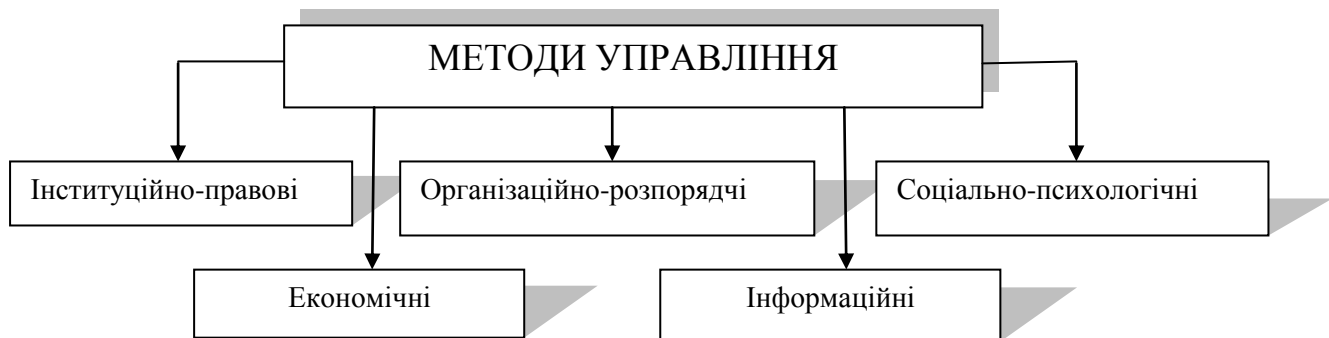 МЕТОДИ УПРАВЛІННЯ
Інституційно-правові
Організаційно-розпорядчі
Соціально-психологічні
Економічні
Інформаційні